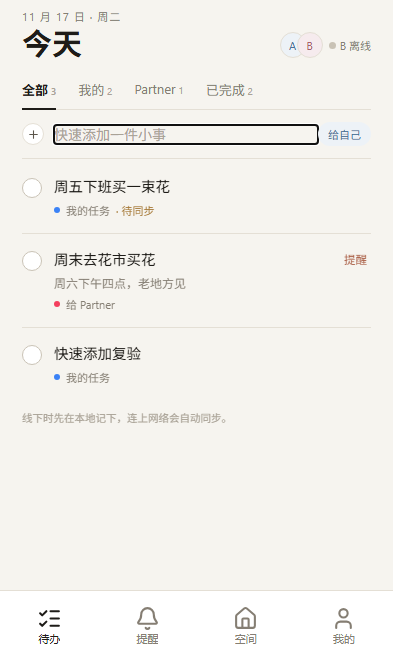 11 月 17 日 · 周二
今天
A B B 离线
全部 3 我的 2 Partner 1 已完成 2
快速添加一件小事 给自己
周五下班买一束花
我的任务 · 待同步
周末去花市买花 提醒
周六下午四点，老地方见
给 Partner
快速添加复验
我的任务
线下时先在本地记下，连上网络会自动同步。
待办 提醒 空间 我的